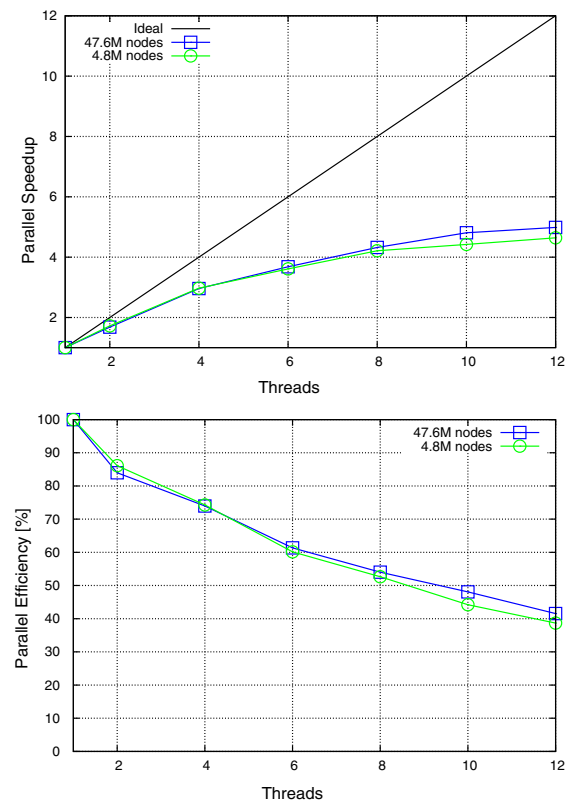 12
10
8
6
4
2
Parallel Speedup
Ideal
47.6M nodes
4.8M nodes
2 4 6 8 10 12
Threads
100
90
80
70
60
50
40
30
20
10
0
Parallel Efficiency [%]
47.6M nodes
4.8M nodes
2 4 6 8 10 12
Threads